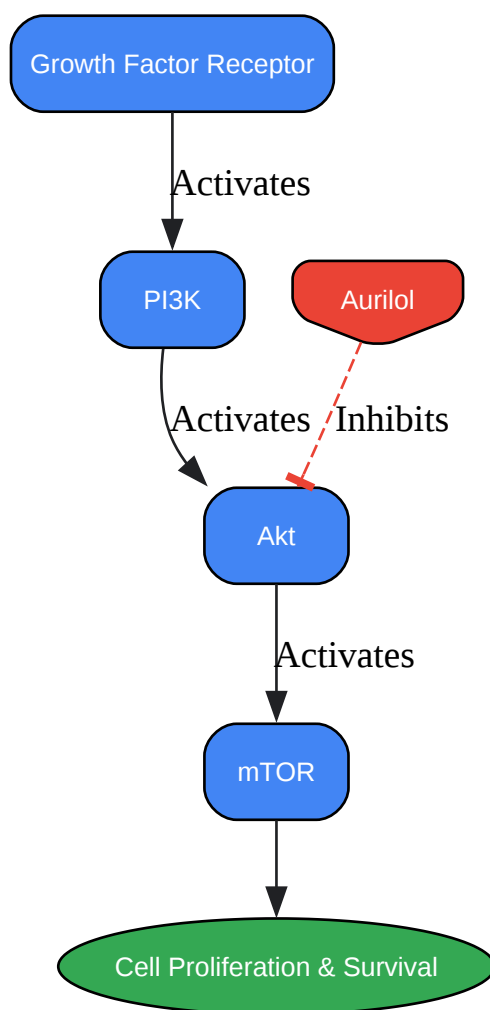 Growth Factor Receptor
Activates
PI3K
Aurilol
Activates
Inhibits
Akt
Activates
mTOR
Cell Proliferation & Survival